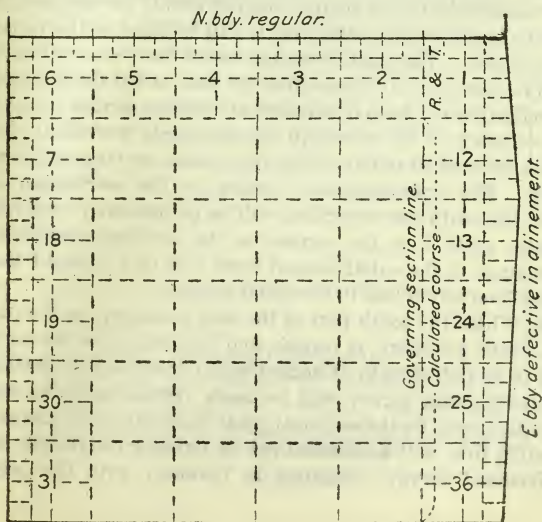 N. bdy. regular.
6 5 4 3 2 1
7 12
18 13
19 24
30 25
31 36
R. & T.
Governing section line.
Calculated course
E bdy defective in alinement